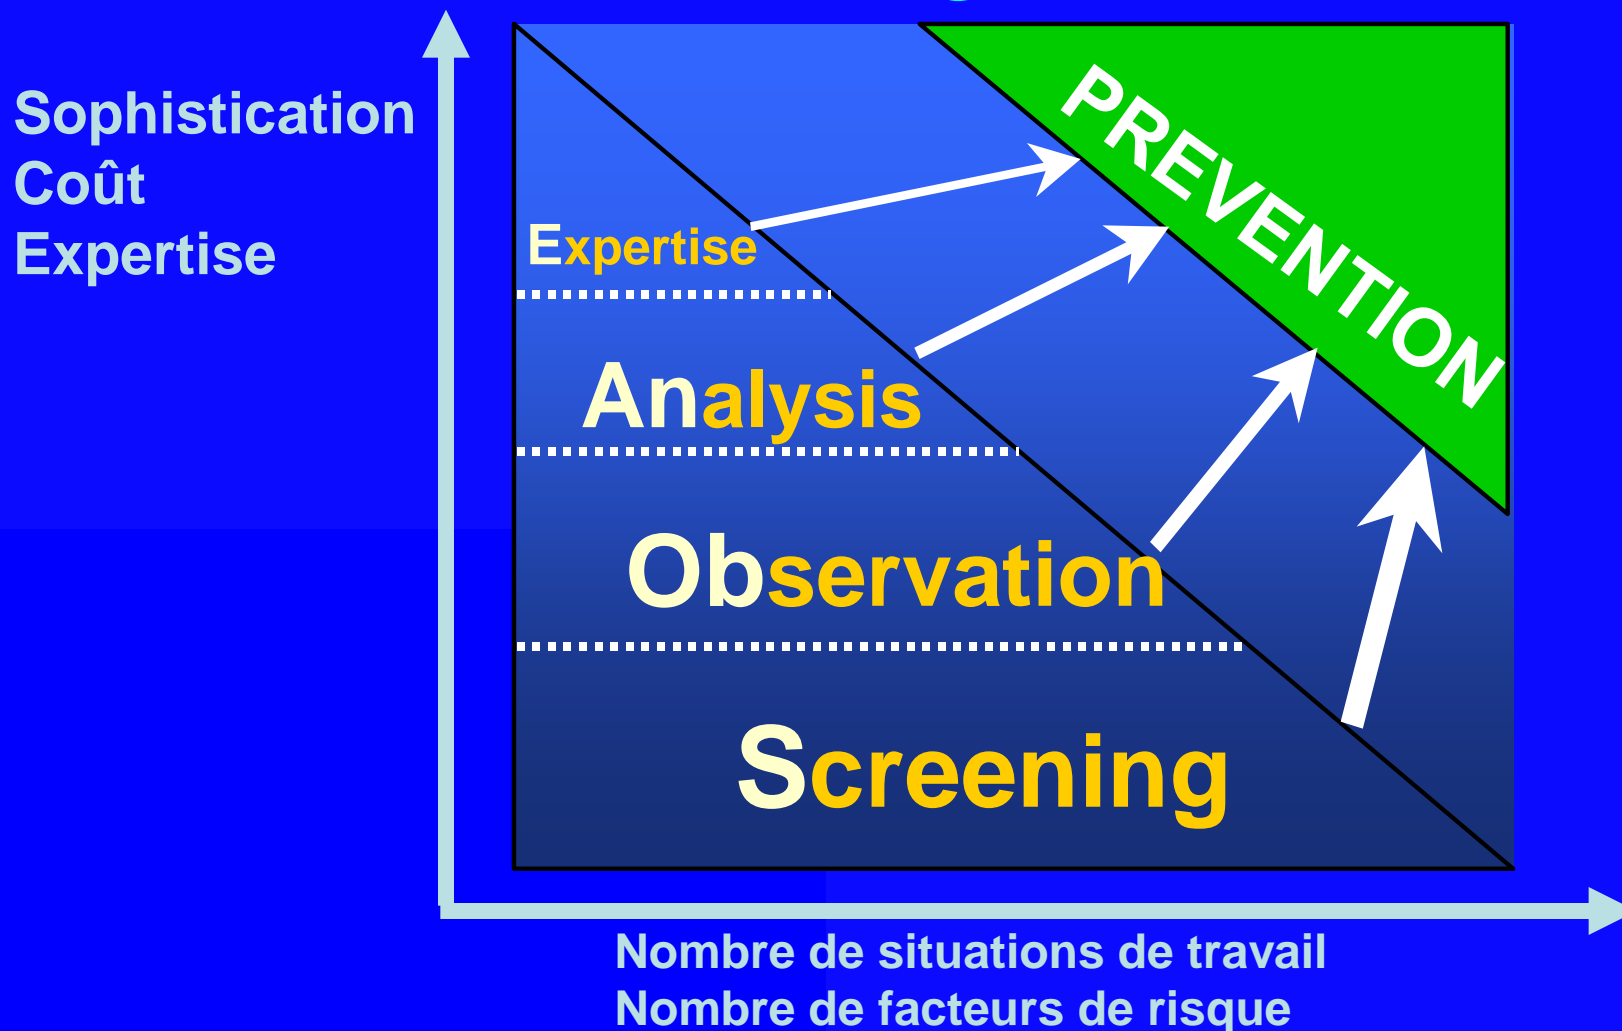 Sophistication
Coût
Expertise
PREVENTION
Expertise
Analysis
Observation
Screening
Nombre de situations de travail
Nombre de facteurs de risque